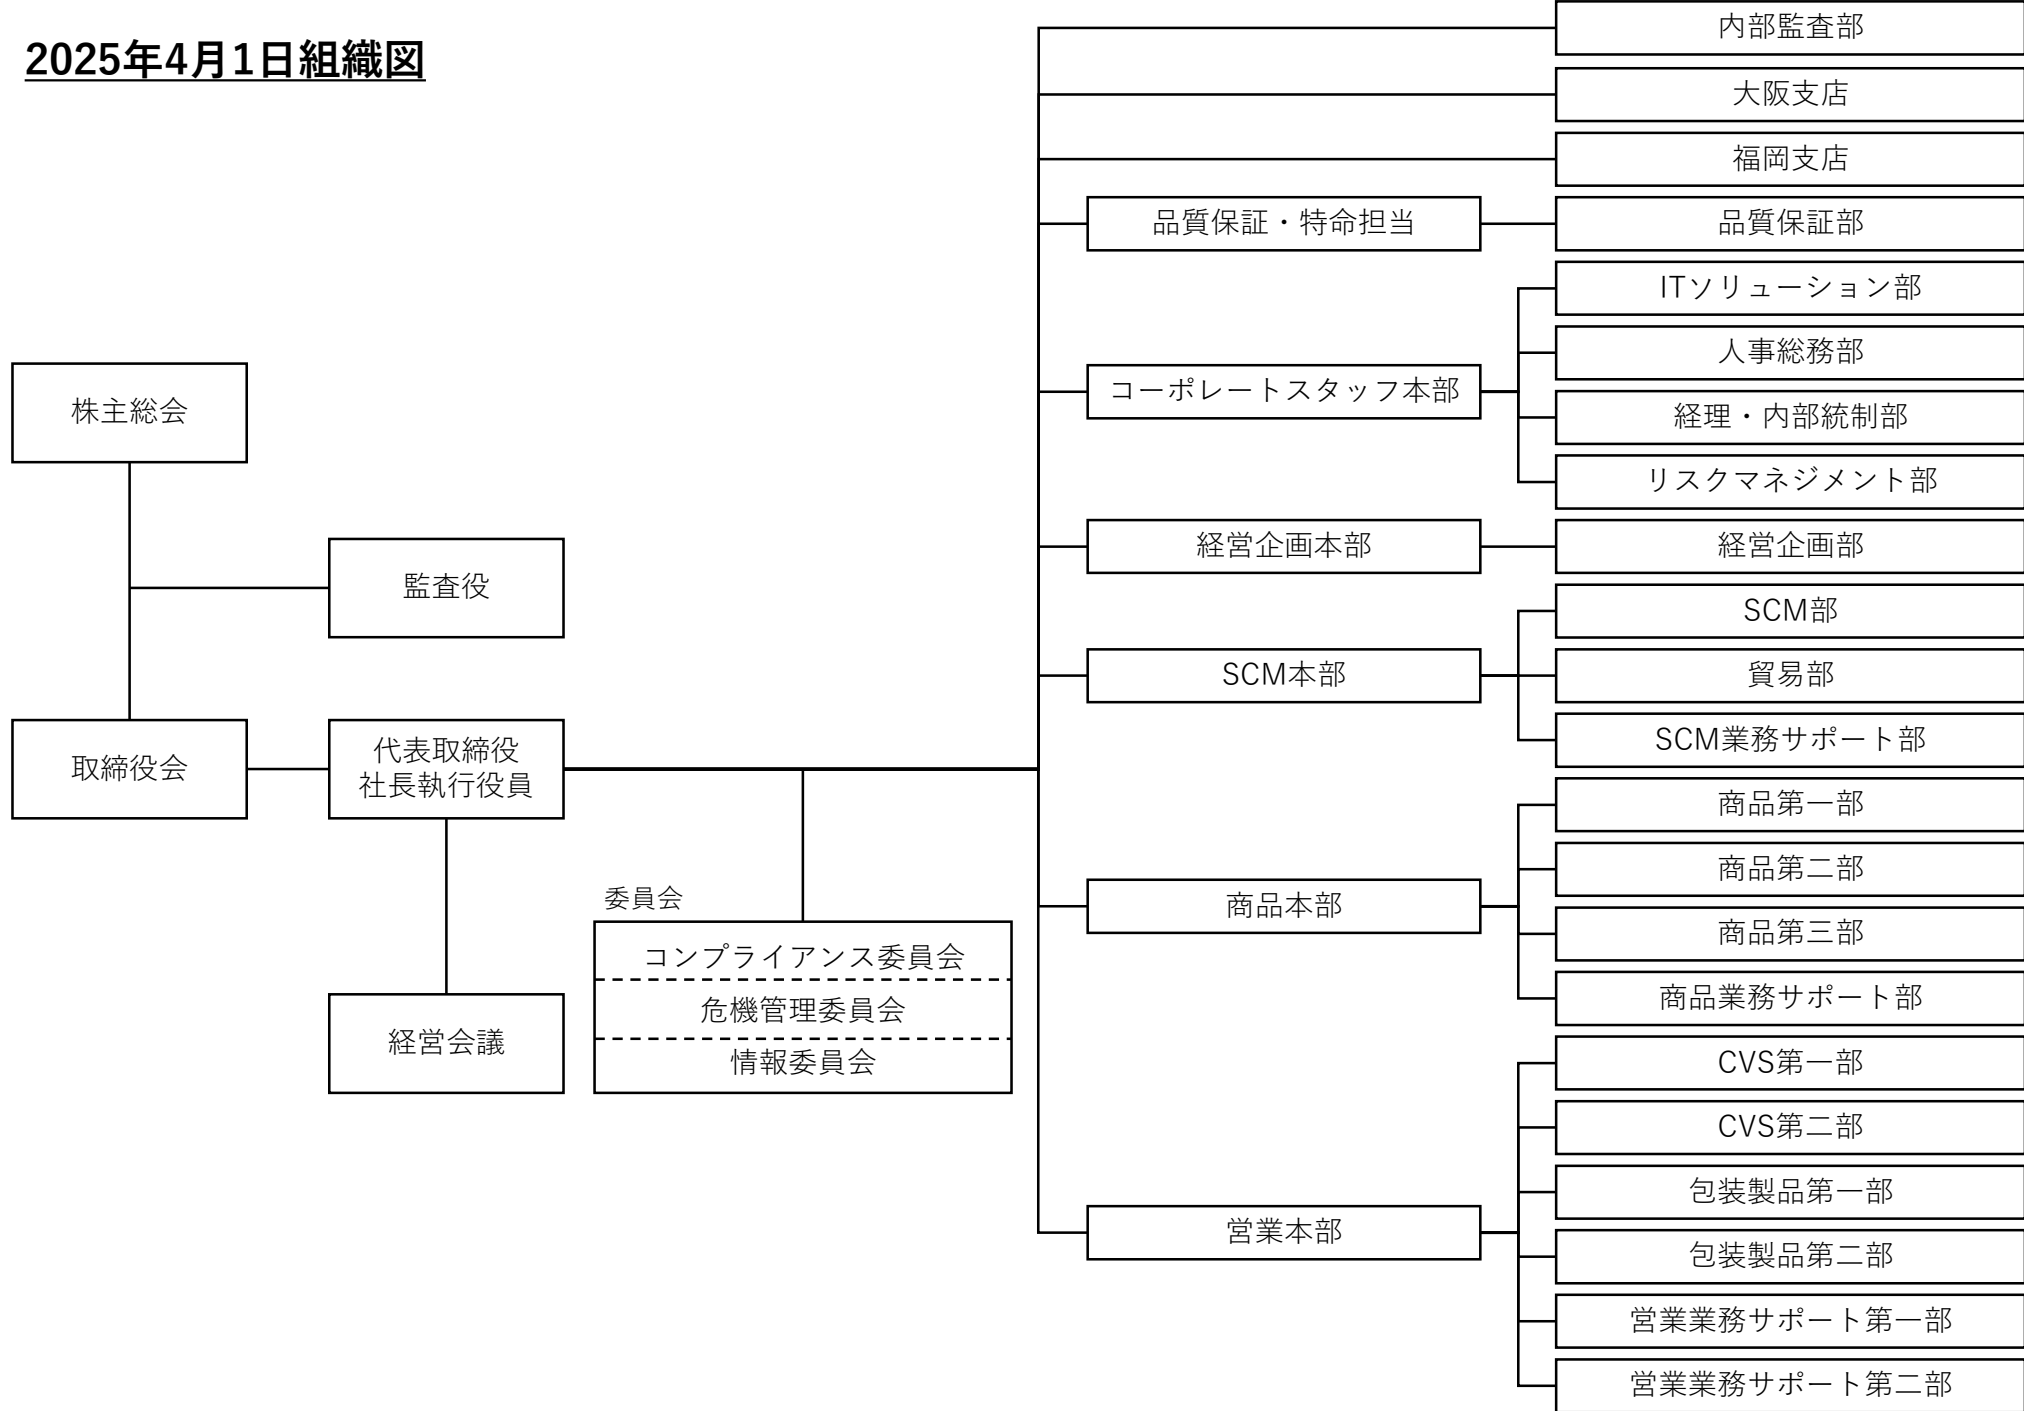 2025年4月1日組織図
株主総会
監査役
取締役会
代表取締役
社長執行役員
経営会議
委員会
コンプライアンス委員会
危機管理委員会
情報委員会
内部監査部
大阪支店
福岡支店
品質保証・特命担当
品質保証部
コーポレートスタッフ本部
ITソリューション部
人事総務部
経理・内部統制部
リスクマネジメント部
経営企画本部
経営企画部
SCM本部
SCM部
貿易部
SCM業務サポート部
商品本部
商品第一部
商品第二部
商品第三部
商品業務サポート部
営業本部
CVS第一部
CVS第二部
包装製品第一部
包装製品第二部
営業業務サポート第一部
営業業務サポート第二部